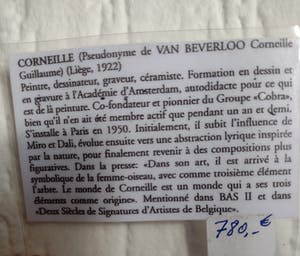 CORNEILLE (Pseudonyme de VAN BEVERLOO Corneille
Guillaume) (Liège, 1922)
Peintre, dessinateur, graveur, céramiste. Formation en dessin et
en gravure à l'Académie d'Amsterdam, autodidacte pour ce qui
est de là peinture. Co-fondateur et pionnier du Groupe «Cobra»,
bien qu'il n'en ait été membre actif que pendant un an et demi.
S'installe à Paris en 1950. Initialement, il subit l'influence de
Miro et Dali, évolue ensuite vers une abstraction lyrique inspirée
par la nature, pour finalement revenir à des compositions plus
figuratives. Dans la presse: «Dans son art, il est arrivé à la
symbolique de la femme-oiseau, avec comme troisième élément
l'arbre. Le monde de Corneille est un monde qui a ses trois
éléments comme origine». Mentionné dans BAS II et dans
«Deux Siècles de Signatures d'Artistes de Belgique».
780,-€